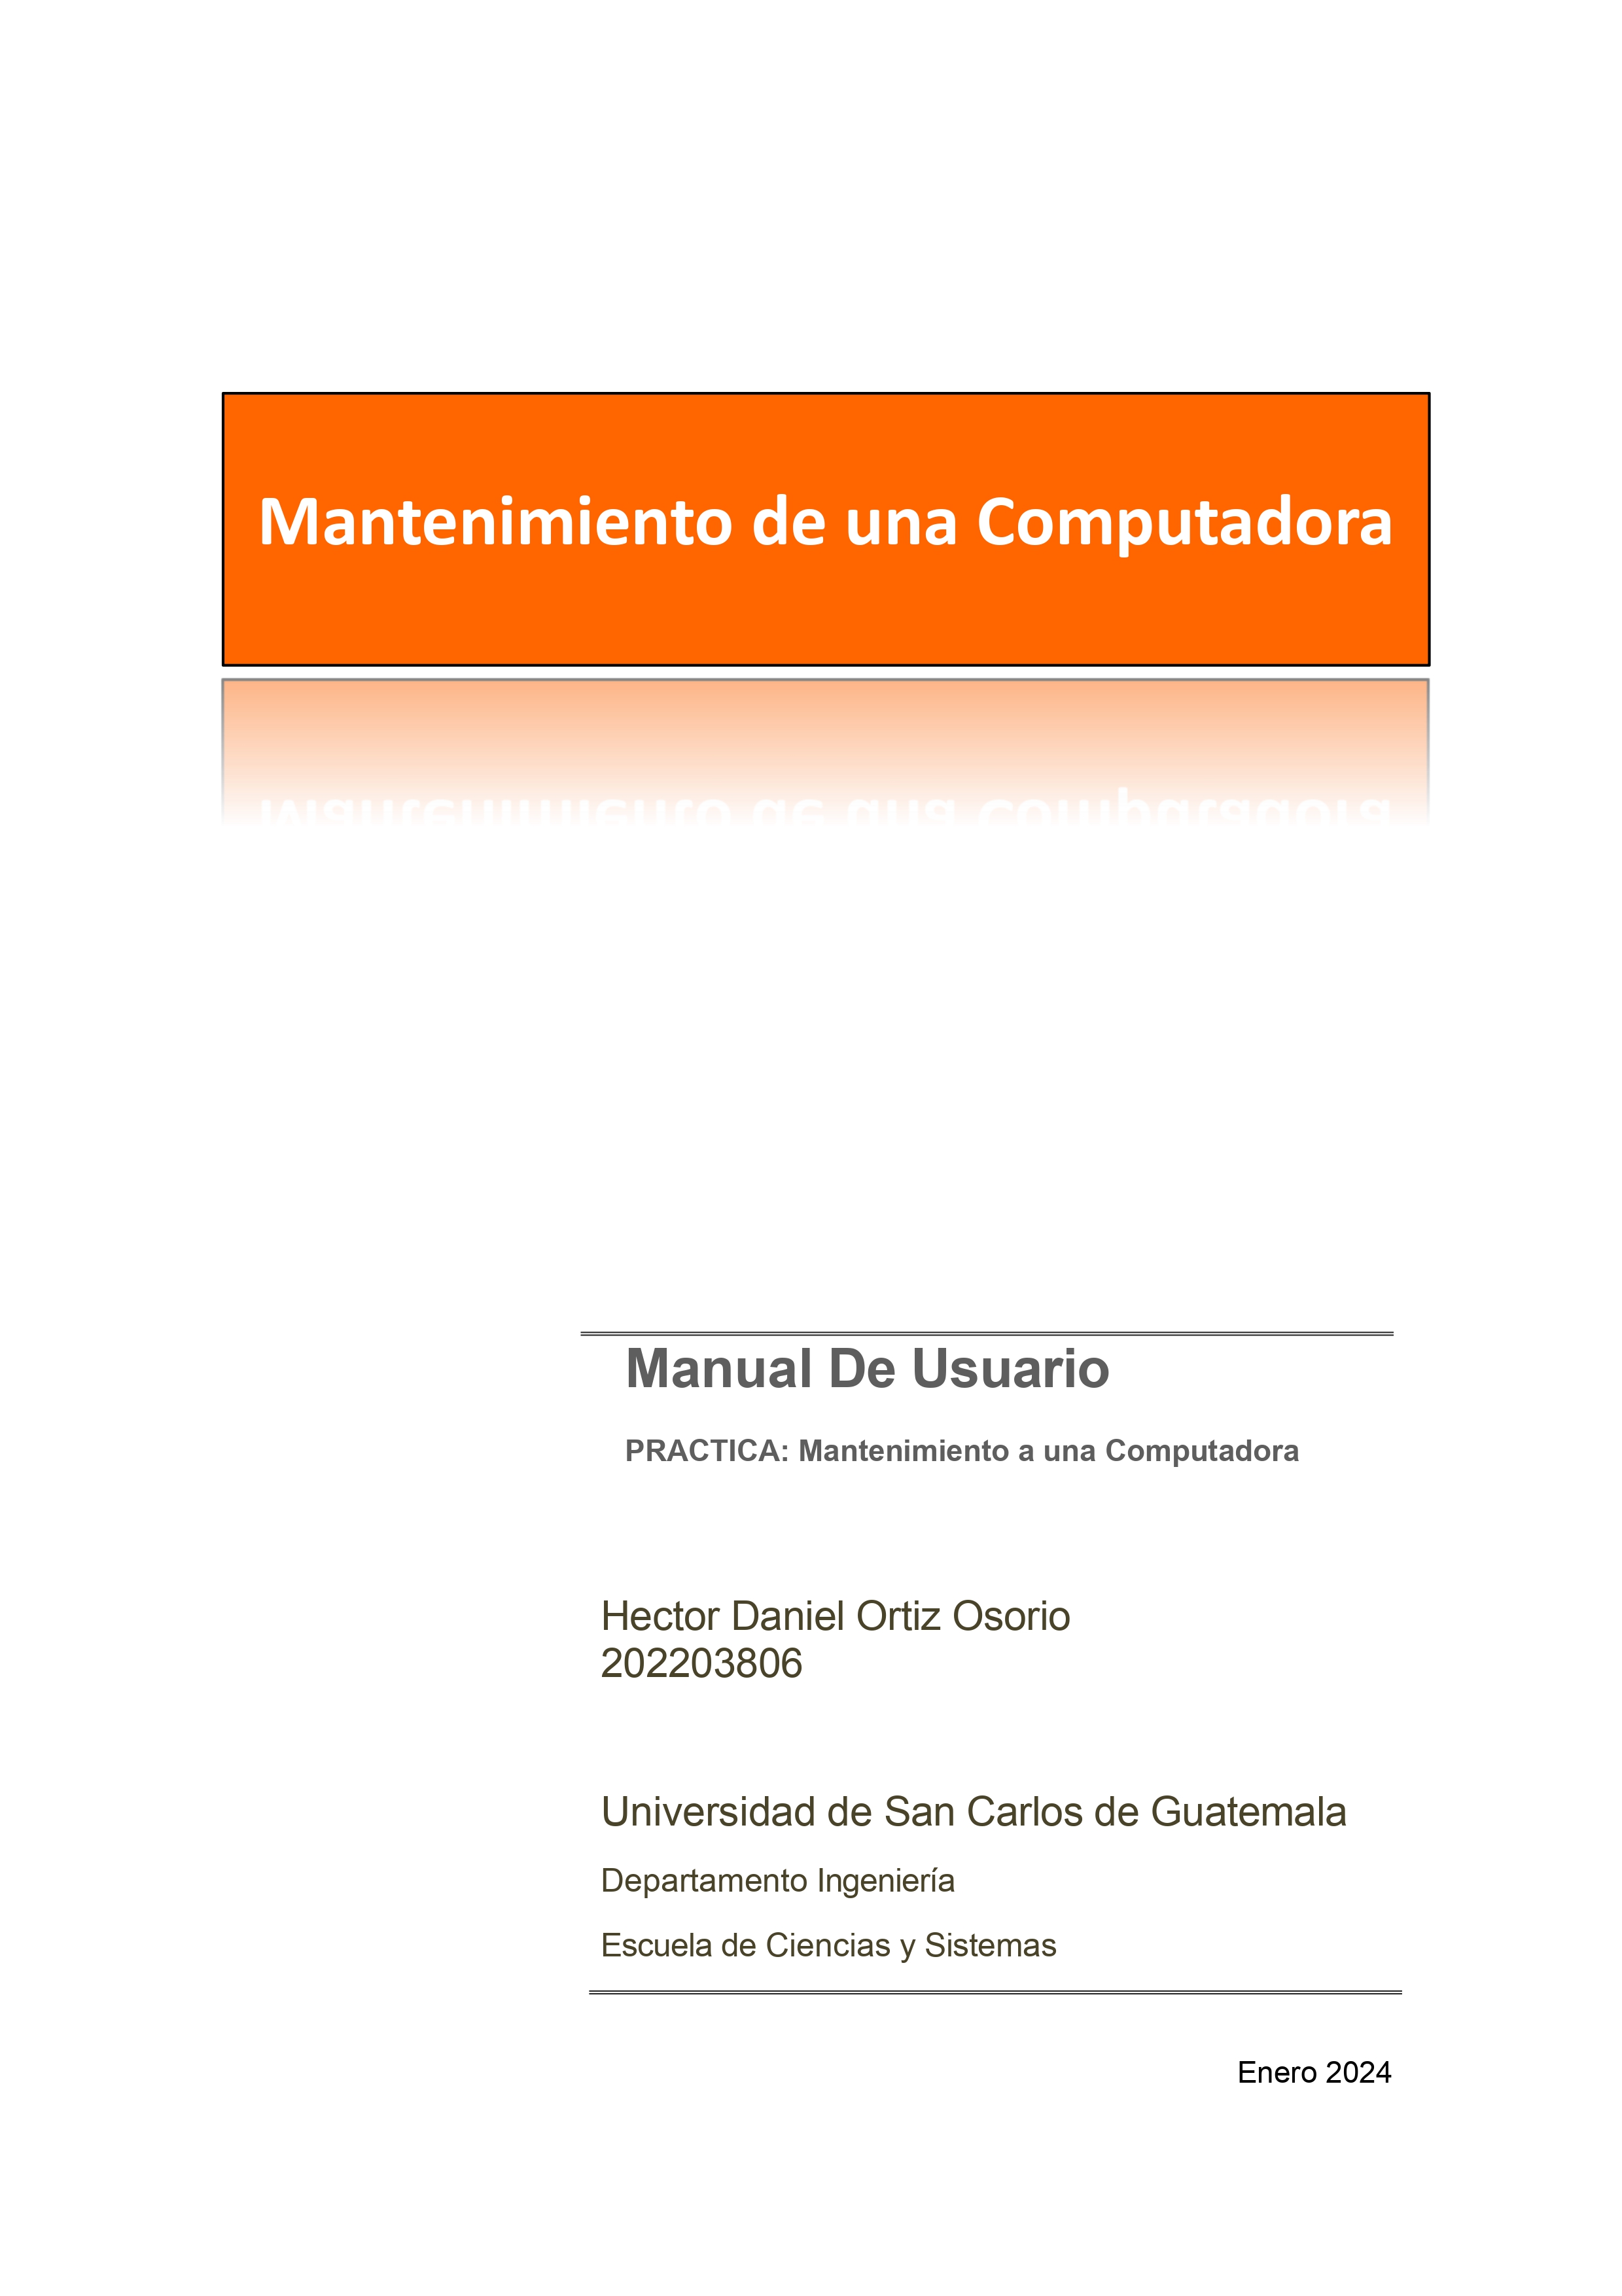 Mantenimiento de una Computadora
Manual De Usuario
PRACTICA: Mantenimiento a una Computadora
Hector Daniel Ortiz Osorio
202203806
Universidad de San Carlos de Guatemala
Departamento Ingeniería
Escuela de Ciencias y Sistemas
Enero 2024